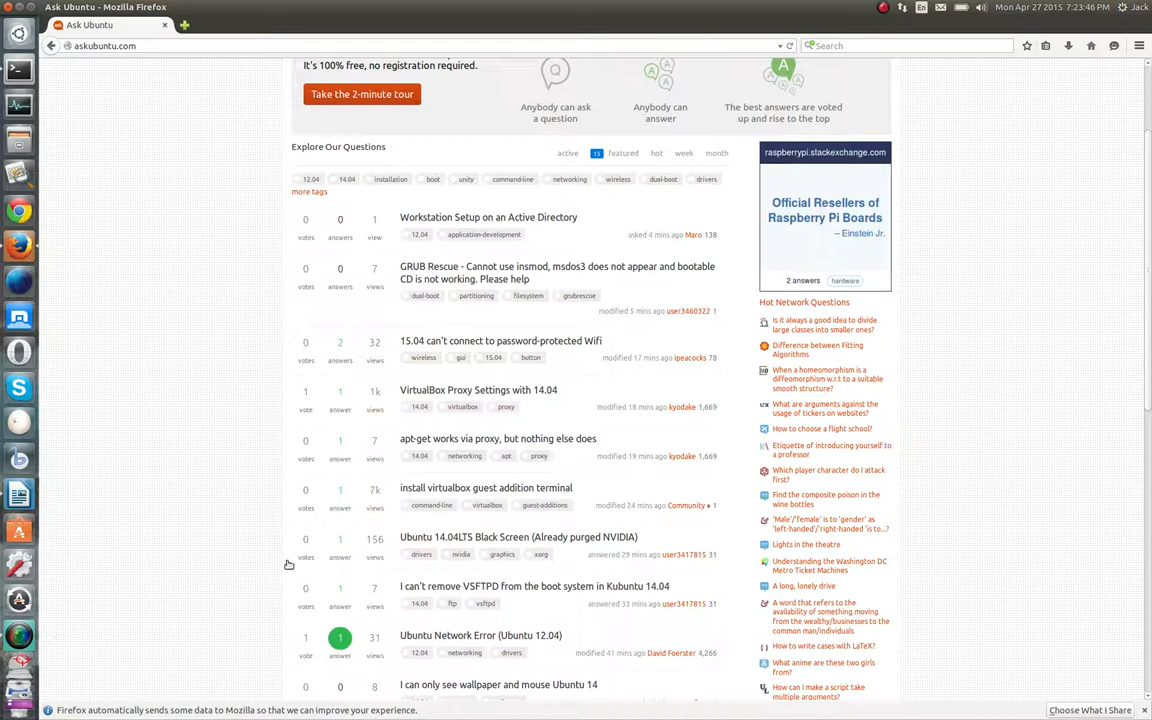 Ask Ubuntu - Mozilla Firefox
En
Mon Apr 27 2015 7:23:46 PM
Jack
Ask Ubuntu
askubuntu.com
Search
It's 100% free, no registration required.
Take the 2-minute tour
Q
A
A
A
Anybody can ask
a question
Anybody can
answer
The best answers are voted
up and rise to the top
Explore Our Questions
active
15 featured
hot
week
month
12.04
14.04
installation
boot
unity
command-line
networking
wireless
dual-boot
drivers
more tags
0 votes
0 answers
1 view
Workstation Setup on an Active Directory
12.04
application-development
asked 4 mins ago Maro 138
0 votes
0 answers
7 views
GRUB Rescue - Cannot use insmod, msdos3 does not appear and bootable
CD is not working. Please help
dual-boot
partitioning
filesystem
grubrescue
modified 5 mins ago user3460322 1
0 votes
2 answers
32 views
15.04 can't connect to password-protected Wifi
wireless
gui
15.04
button
modified 17 mins ago ipeacocks 78
1 vote
1 answer
1k views
VirtualBox Proxy Settings with 14.04
14.04
virtualbox
proxy
modified 18 mins ago kyodake 1,669
0 votes
1 answer
7 views
apt-get works via proxy, but nothing else does
14.04
networking
apt
proxy
modified 19 mins ago kyodake 1,669
0 votes
1 answer
7k views
install virtualbox guest addition terminal
command-line
virtualbox
guest-additions
modified 24 mins ago Community ♦ 1
0 votes
1 answer
156 views
Ubuntu 14.04LTS Black Screen (Already purged NVIDIA)
drivers
nvidia
graphics
xorg
answered 29 mins ago user3417815 31
0 votes
1 answer
7 views
I can't remove VSFTPD from the boot system in Kubuntu 14.04
14.04
ftp
vsftpd
answered 33 mins ago user3417815 31
1 vote
1 answer
31 views
Ubuntu Network Error (Ubuntu 12.04)
12.04
networking
drivers
modified 41 mins ago David Foerster 4,266
0
0
8
I can only see wallpaper and mouse Ubuntu 14
raspberrypi.stackexchange.com
Official Resellers of
Raspberry Pi Boards
– Einstein Jr.
2 answers
hardware
Hot Network Questions
Is it always a good idea to divide
large classes into smaller ones?
Difference between Fitting
Algorithms
When a homeomorphism is a
diffeomorphism w.r.t to a suitable
smooth structure?
What are arguments against the
usage of tickers on websites?
How to choose a flight school?
Etiquette of introducing yourself to
a professor
Which player character do I attack
first?
Find the composite poison in the
wine bottles
'Male'/'female' is to 'gender' as
'left-handed'/'right-handed 'is to...?
Lights in the theatre
Understanding the Washington DC
Metro Ticket Machines
A long, lonely drive
A word that refers to the
availability of something moving
from the wealthy/businesses to the
common man/individuals
How to write cases with LaTeX?
What anime are these two girls
from?
How can I make a script take
multiple arguments?
Firefox automatically sends some data to Mozilla so that we can improve your experience.
Choose What I Share